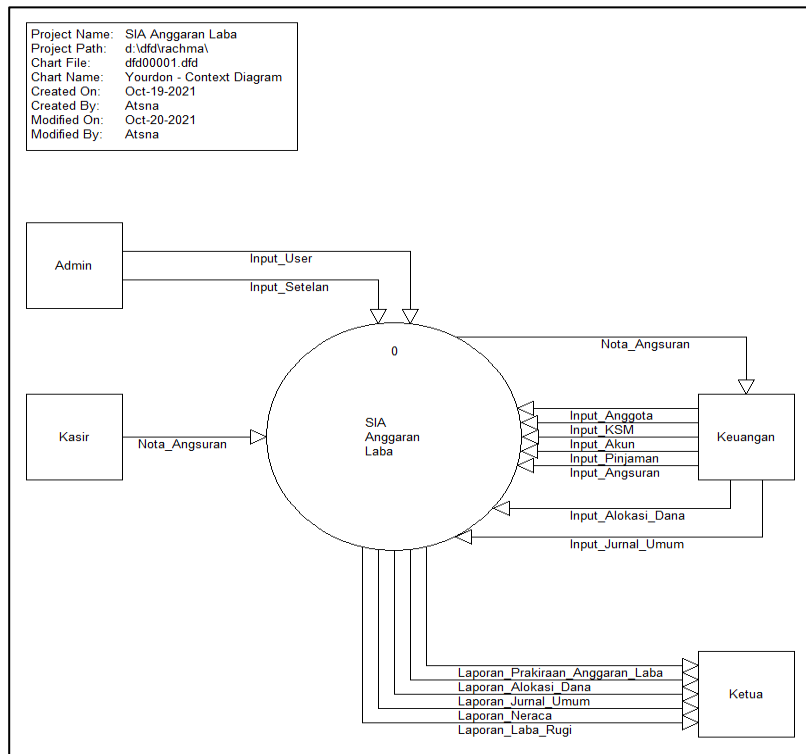 Project Name: SIA Anggaran Laba
Project Path: d:\dfd\rachma\
Chart File: dfd00001.dfd
Chart Name: Yourdon - Context Diagram
Created On: Oct-19-2021
Created By: Atsna
Modified On: Oct-20-2021
Modified By: Atsna
Admin
Input_User
Input_Setelan
0
Nota_Angsuran
SIA
Anggaran
Laba
Kasir
Nota_Angsuran
Input_Anggota
Input_KSM
Input_Akun
Input_Pinjaman
Input_Angsuran
Keuangan
Input_Alokasi_Dana
Input_Jurnal_Umum
Laporan_Prakiraan_Anggaran_Laba
Laporan_Alokasi_Dana
Laporan_Jurnal_Umum
Laporan_Neraca
Laporan_Laba_Rugi
Ketua